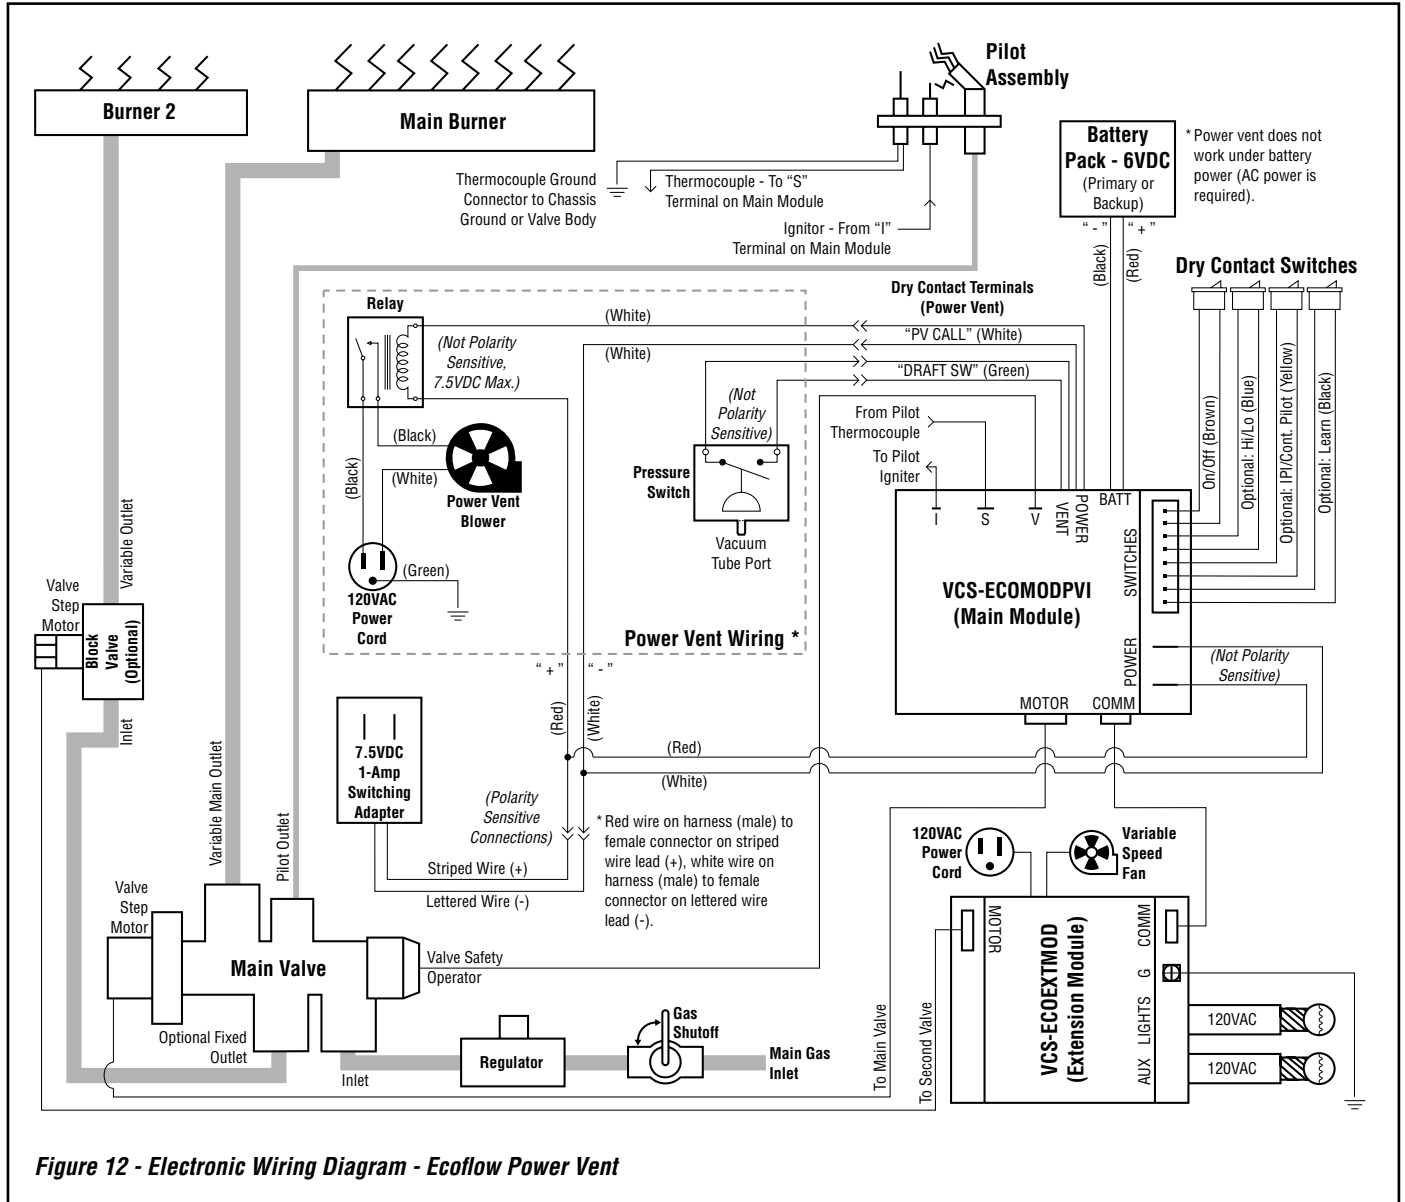 Burner 2
Main Burner
Pilot
Assembly
Thermocouple Ground
Connector to Chassis
Ground or Valve Body
Thermocouple - To “S”
Terminal on Main Module
Ignitor - From “I”
Terminal on Main Module
Battery
Pack - 6VDC
(Primary or
Backup)
* Power vent does not
work under battery
power (AC power is
required).
“ - ”
“ + ”
(Black)
(Red)
Dry Contact Switches
On/Off (Brown)
Optional: Hi/Lo (Blue)
Optional: IPI/Cont. Pilot (Yellow)
Optional: Learn (Black)
Dry Contact Terminals
(Power Vent)
Relay
(White)
“PV CALL” (White)
(White)
“DRAFT SW” (Green)
(Not Polarity
Sensitive,
7.5VDC Max.)
(Not
Polarity
Sensitive)
From Pilot
Thermocouple
To Pilot
Igniter
(Black)
(White)
(Black)
Power Vent
Blower
Pressure
Switch
Vacuum
Tube Port
(Green)
120VAC
Power
Cord
Power Vent Wiring *
I
S
V
VENT
POWER
BATT
SWITCHES
POWER
VCS-ECOMODPVI
(Main Module)
MOTOR
COMM
(Not Polarity
Sensitive)
Variable Outlet
Valve
Step
Motor
Block
Valve
(Optional)
Inlet
“ + ”
“ - ”
(Red)
(White)
(Red)
(White)
7.5VDC
1-Amp
Switching
Adapter
(Polarity
Sensitive
Connections)
* Red wire on harness (male) to
female connector on striped
wire lead (+), white wire on
harness (male) to female
connector on lettered wire
lead (-).
Striped Wire (+)
Lettered Wire (-)
Variable Main Outlet
Pilot Outlet
Valve
Step
Motor
Main Valve
Valve Safety
Operator
Optional Fixed
Outlet
Inlet
Regulator
Gas
Shutoff
Main Gas
Inlet
To Main Valve
To Second Valve
120VAC
Power
Cord
Variable
Speed
Fan
MOTOR
VCS-ECOEXTMOD
(Extension Module)
COMM
G
LIGHTS
AUX
120VAC
120VAC
Figure 12 - Electronic Wiring Diagram - Ecoflow Power Vent